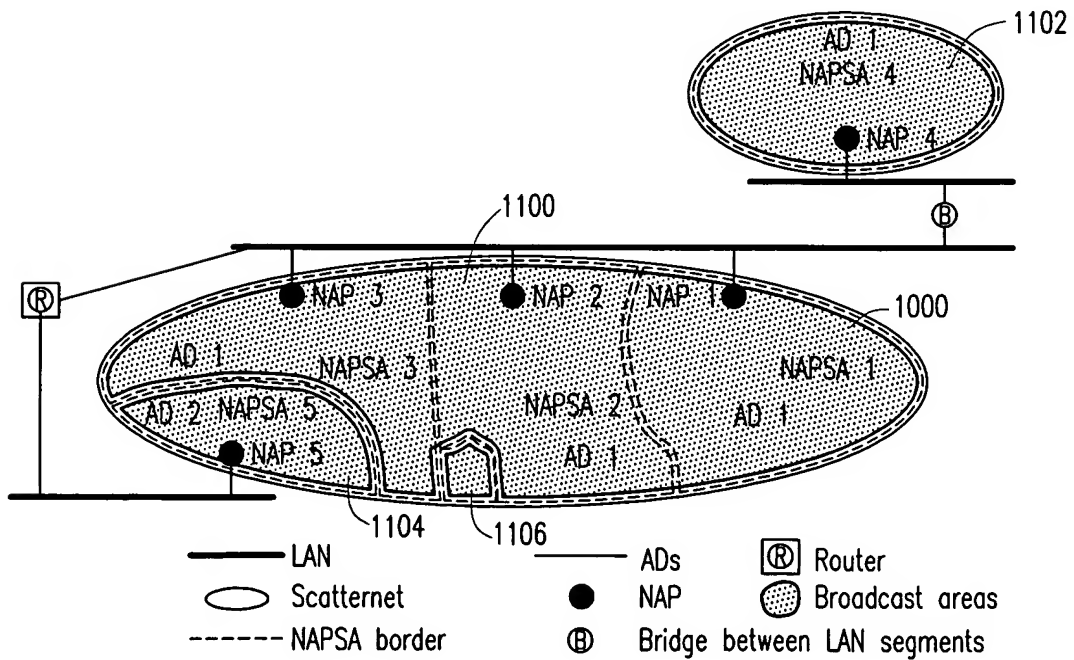 1102
AD 1
NAPSA 4
NAP 4
B
1100
R
NAP 3
NAP 2
NAP 1
1000
AD 1
NAPSA 3
NAPSA 1
AD 2
NAPSA 5
NAPSA 2
AD 1
NAP 5
AD 1
1104
1106
LAN
ADs
R Router
Scatternet
NAP
Broadcast areas
NAPSA border
B Bridge between LAN segments